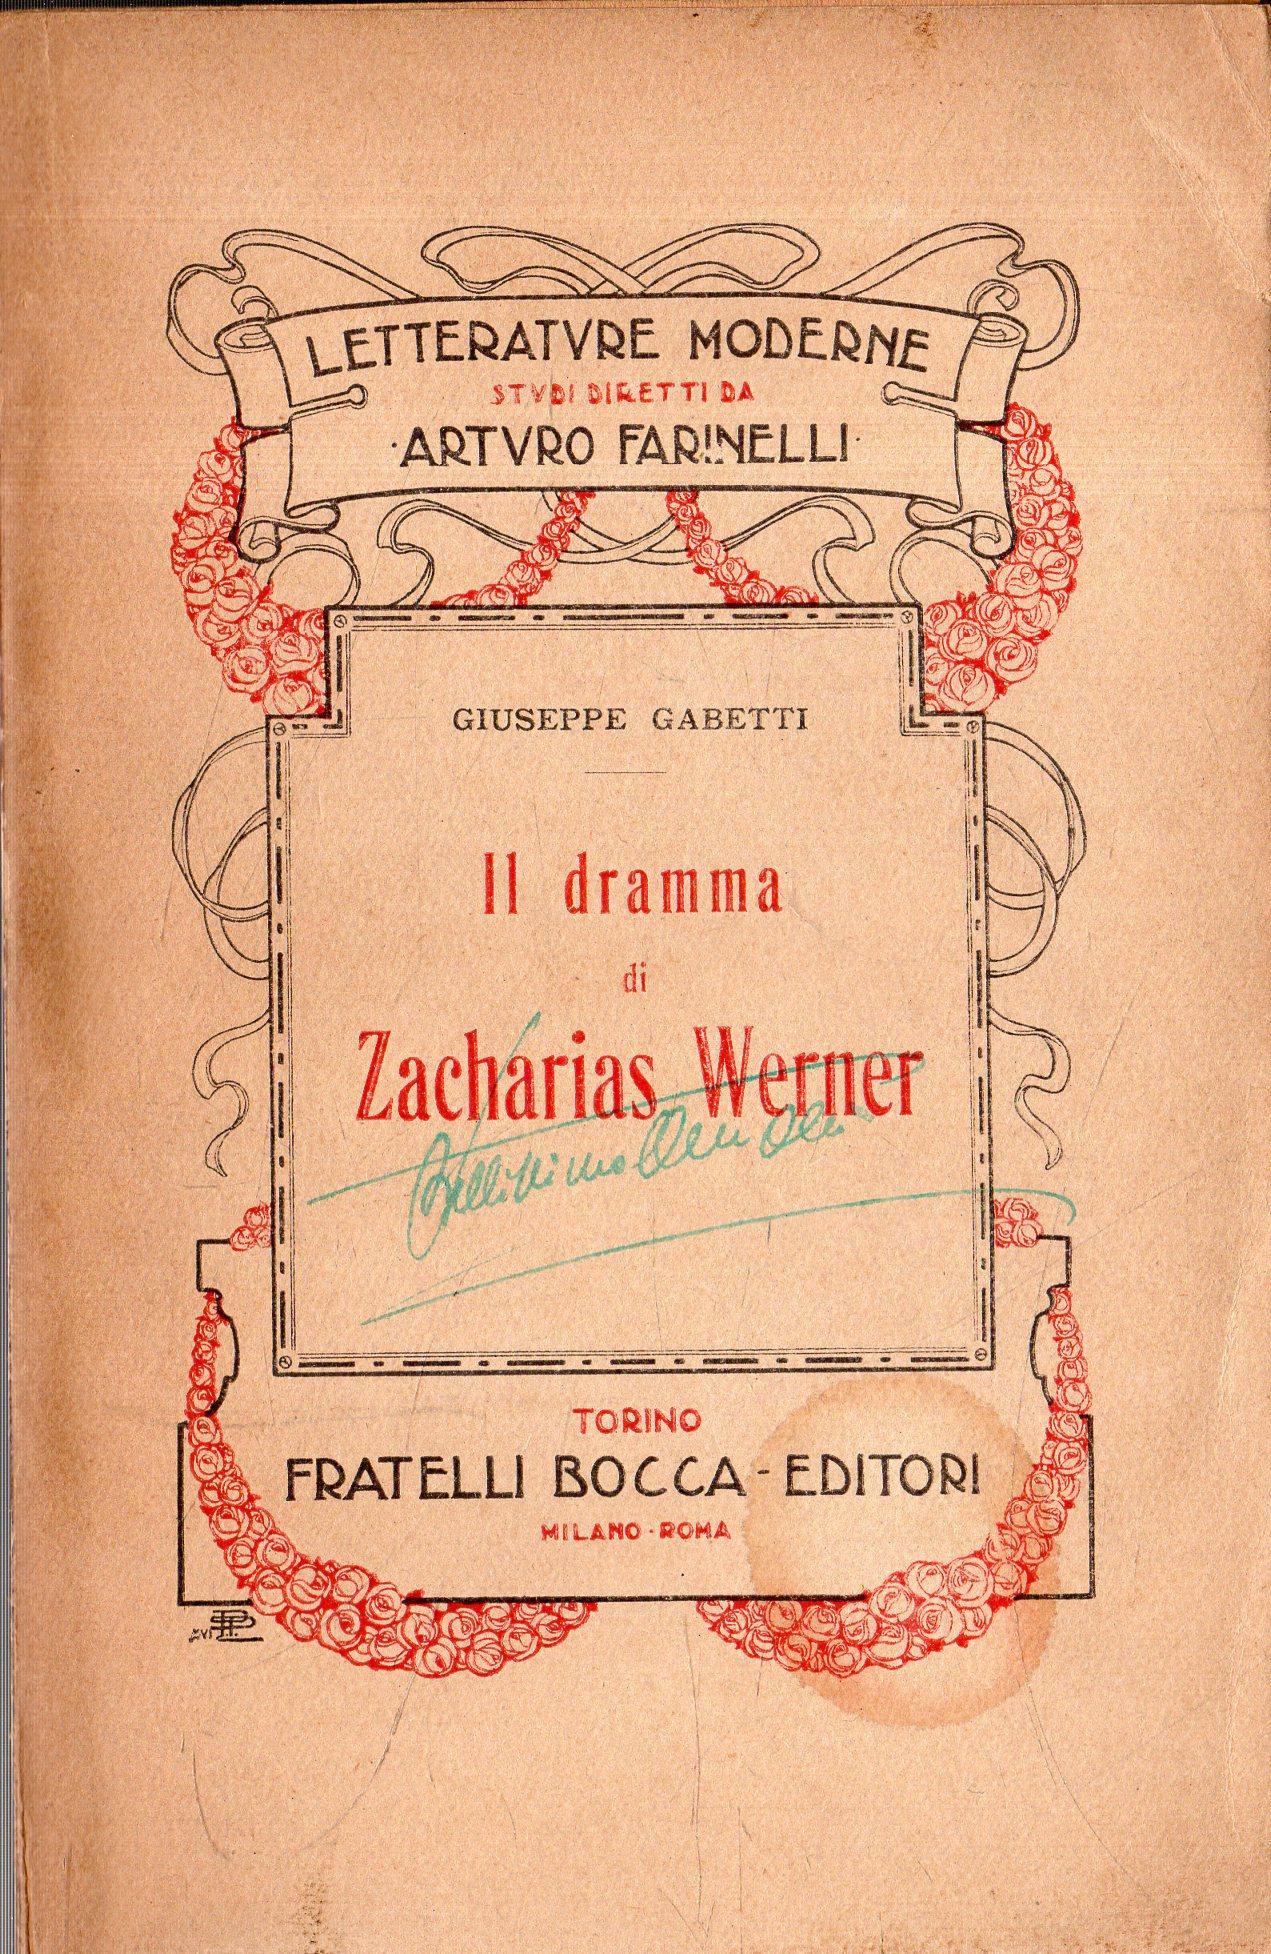 LETTERATVRE MODERNE
STVDI DIRETTI DA
·ARTVRO FARINELLI·
GIUSEPPE GABETTI
Il dramma
di
Zacharias Werner
TORINO
FRATELLI BOCCA - EDITORI
MILANO · ROMA